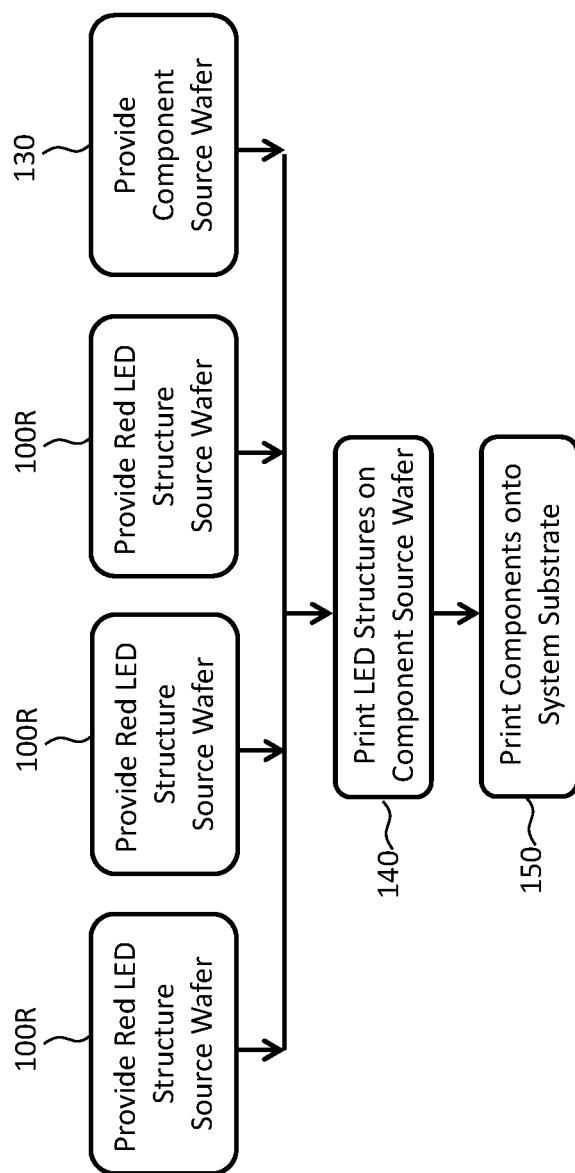 100R
Provide Red LED
Structure
Source Wafer
100R
Provide Red LED
Structure
Source Wafer
100R
Provide Red LED
Structure
Source Wafer
130
Provide
Component
Source Wafer
140
Print LED Structures on
Component Source Wafer
150
Print Components onto
System Substrate